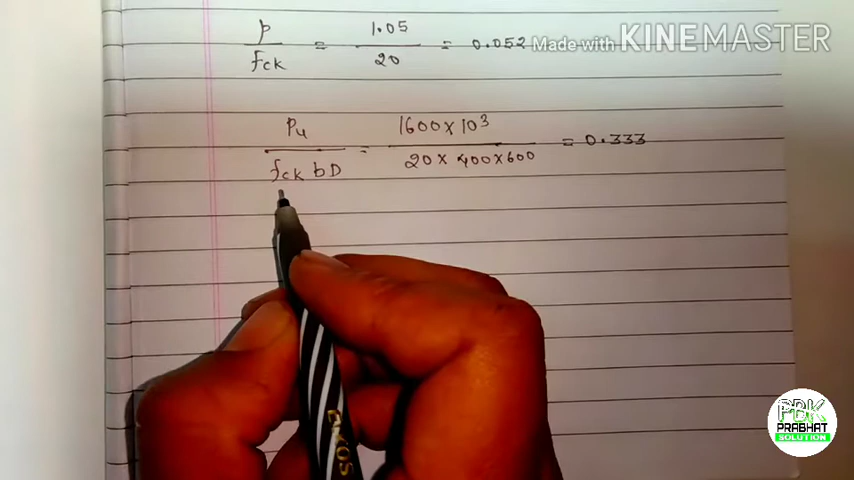 p/fck = 1.05/20 = 0.052
Made with KINEMASTER
Pu/fck bD = 1600×10³/20×400×600 = 0.333
PBK
PRABHAT
SOLUTION